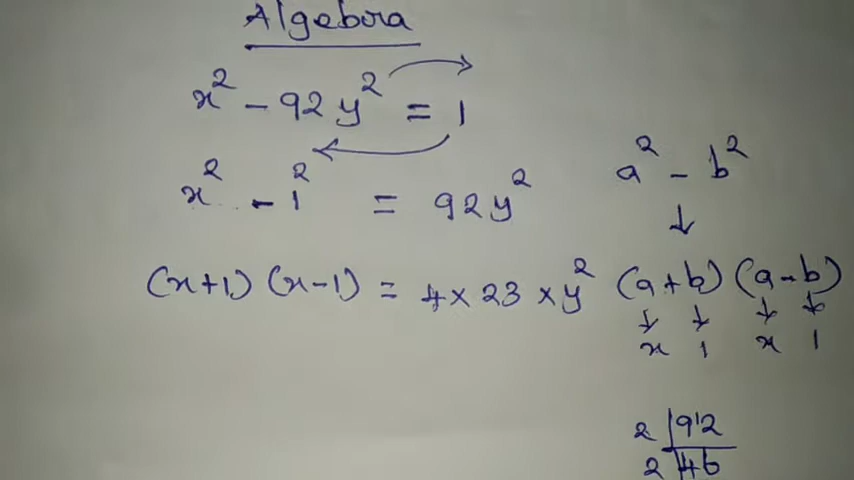 Algebra
x² - 92y² = 1
x² - 1² = 92y²
(x+1) (x-1) = 4 × 23 × y²
a² - b²
↓
(a+b) (a-b)
↓ ↓ ↓ ↓
x 1 x 1
2 | 92
2 | 46